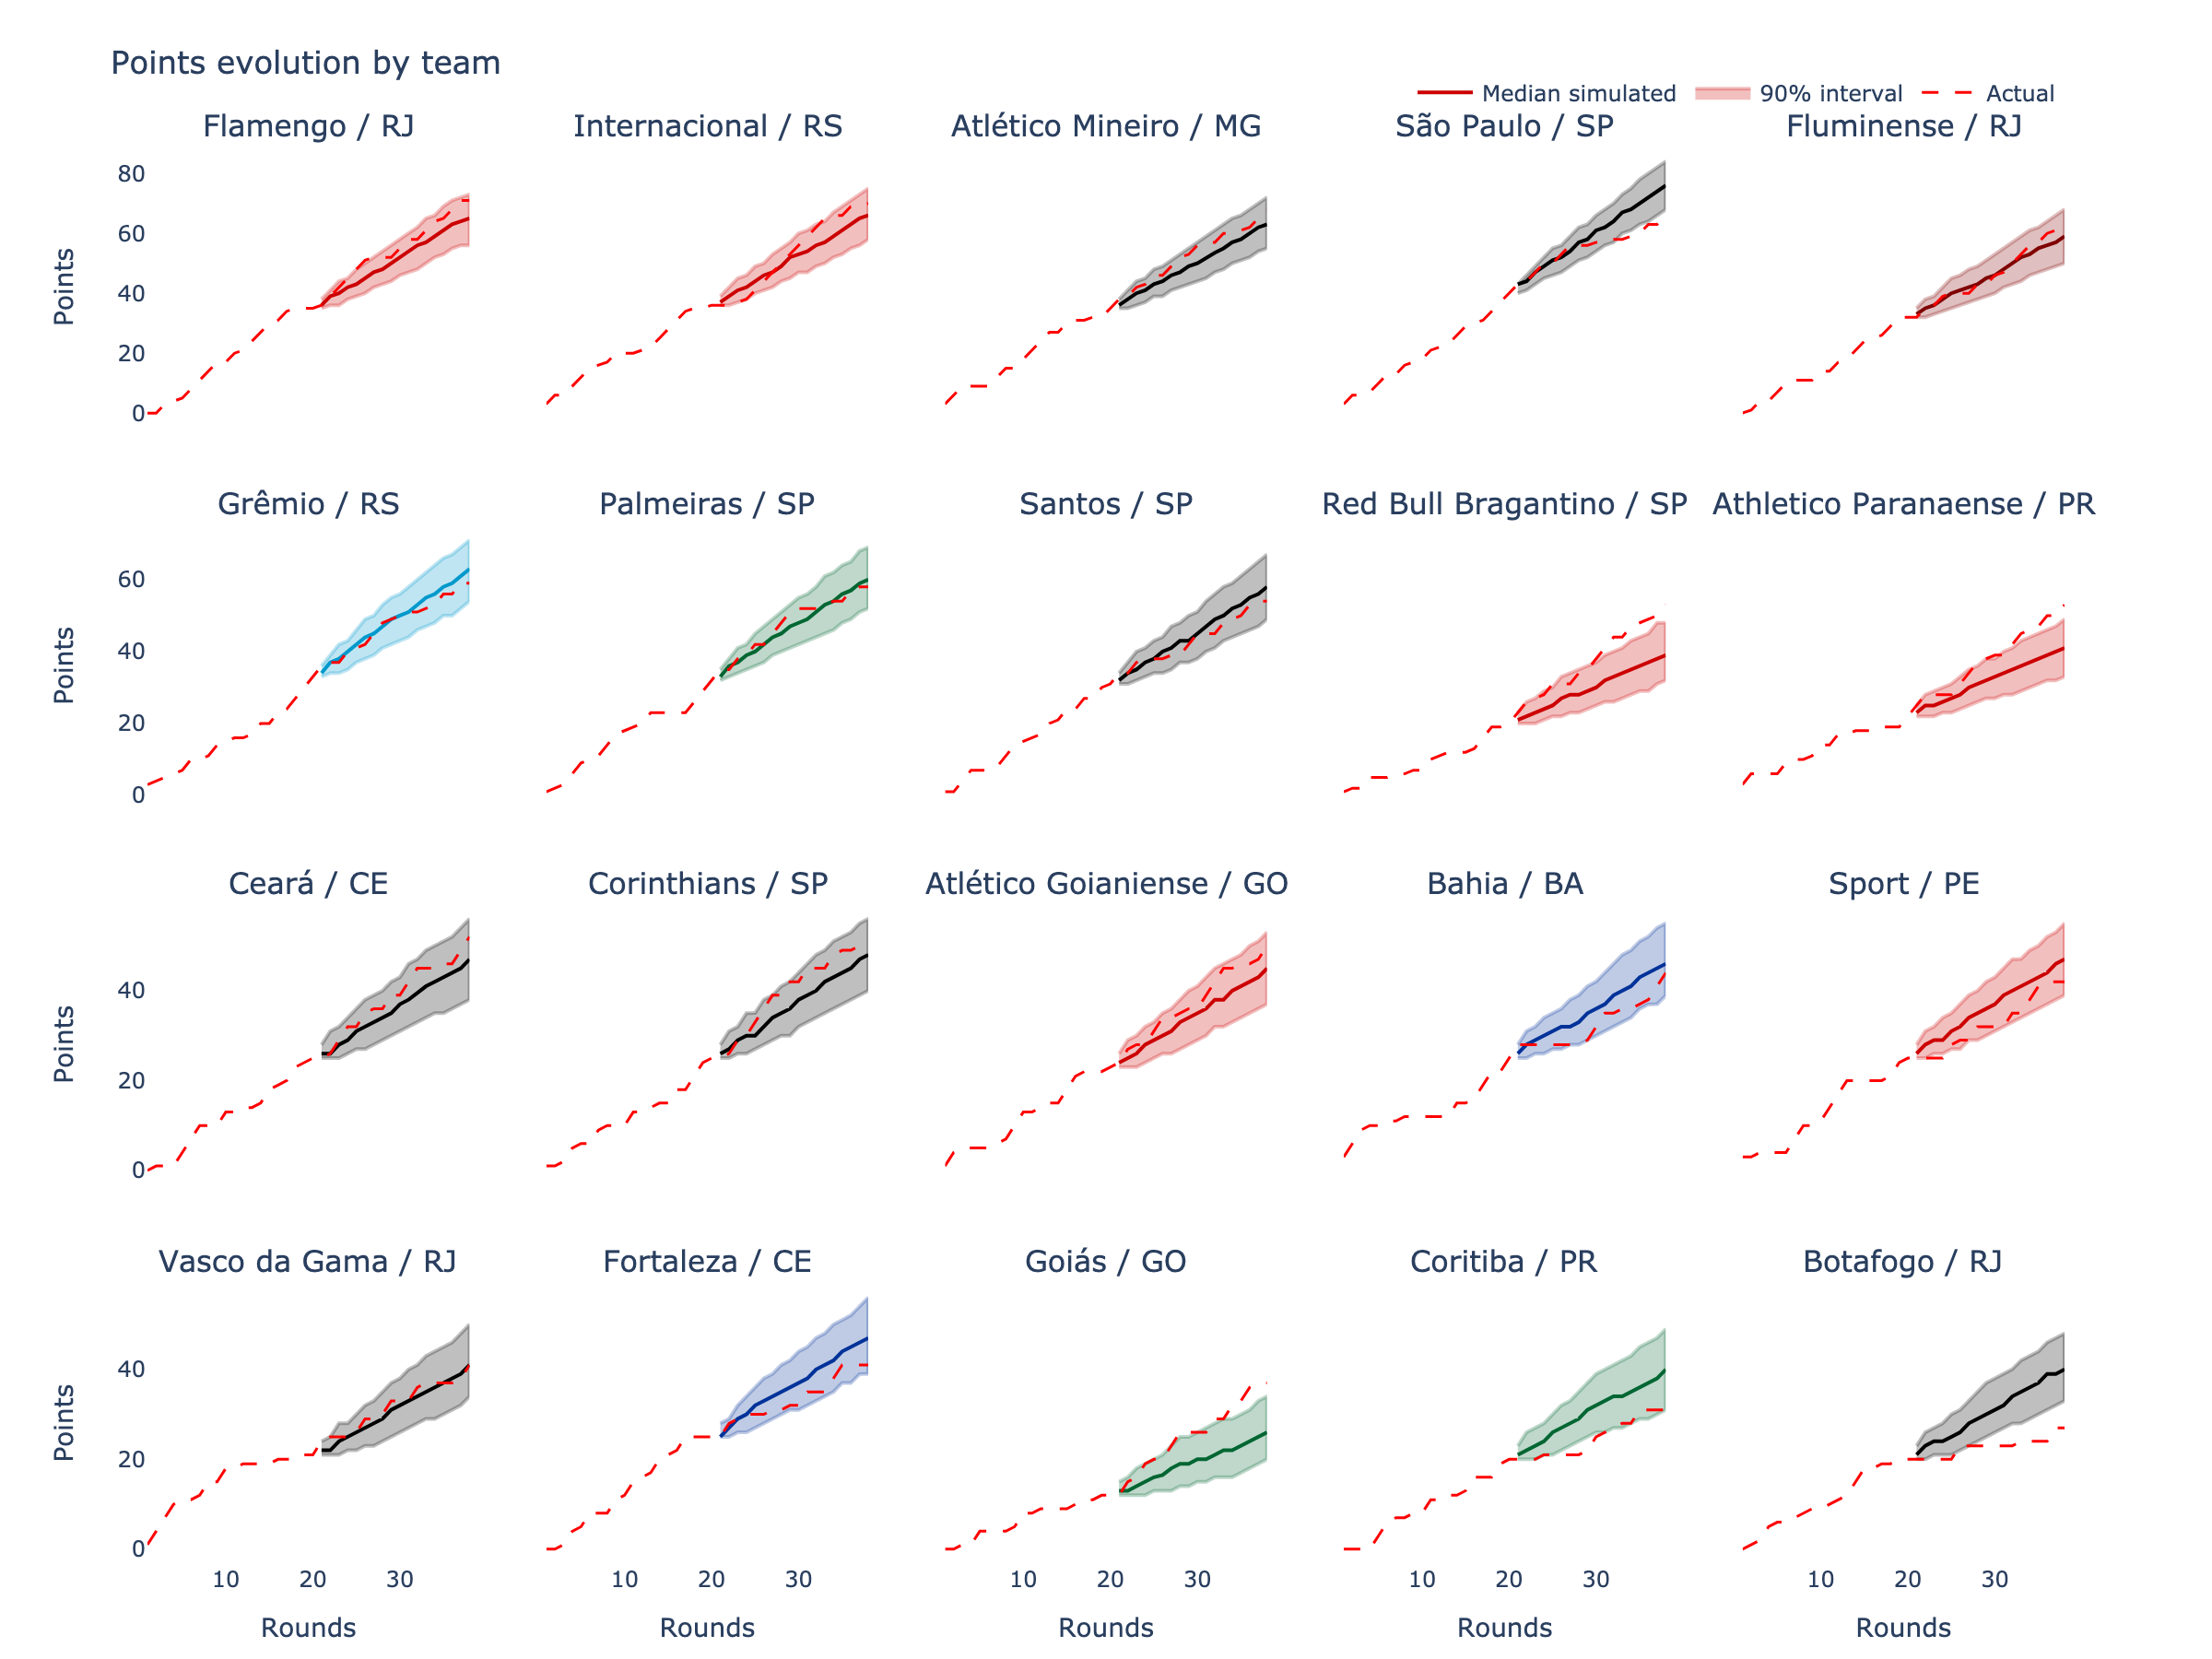 Points evolution by team
Median simulated 90% interval Actual
Flamengo / RJ Internacional / RS Atlético Mineiro / MG São Paulo / SP Fluminense / RJ
80
60
40
20
0
Points
Grêmio / RS Palmeiras / SP Santos / SP Red Bull Bragantino / SP Athletico Paranaense / PR
60
40
20
0
Points
Ceará / CE Corinthians / SP Atlético Goianiense / GO Bahia / BA Sport / PE
40
20
0
Points
Vasco da Gama / RJ Fortaleza / CE Goiás / GO Coritiba / PR Botafogo / RJ
40
20
0
Points
10 20 30 10 20 30 10 20 30 10 20 30 10 20 30
Rounds Rounds Rounds Rounds Rounds